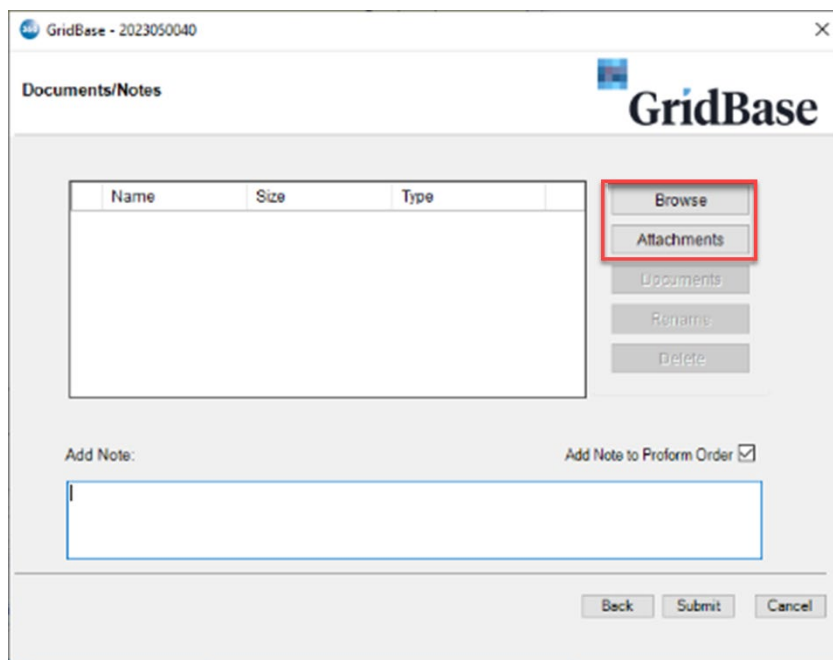 360 GridBase - 2023050040
Documents/Notes
GridBase
Name Size Type
Browse
Attachments
Documents
Rename
Delete
Add Note: Add Note to Proform Order
Back Submit Cancel